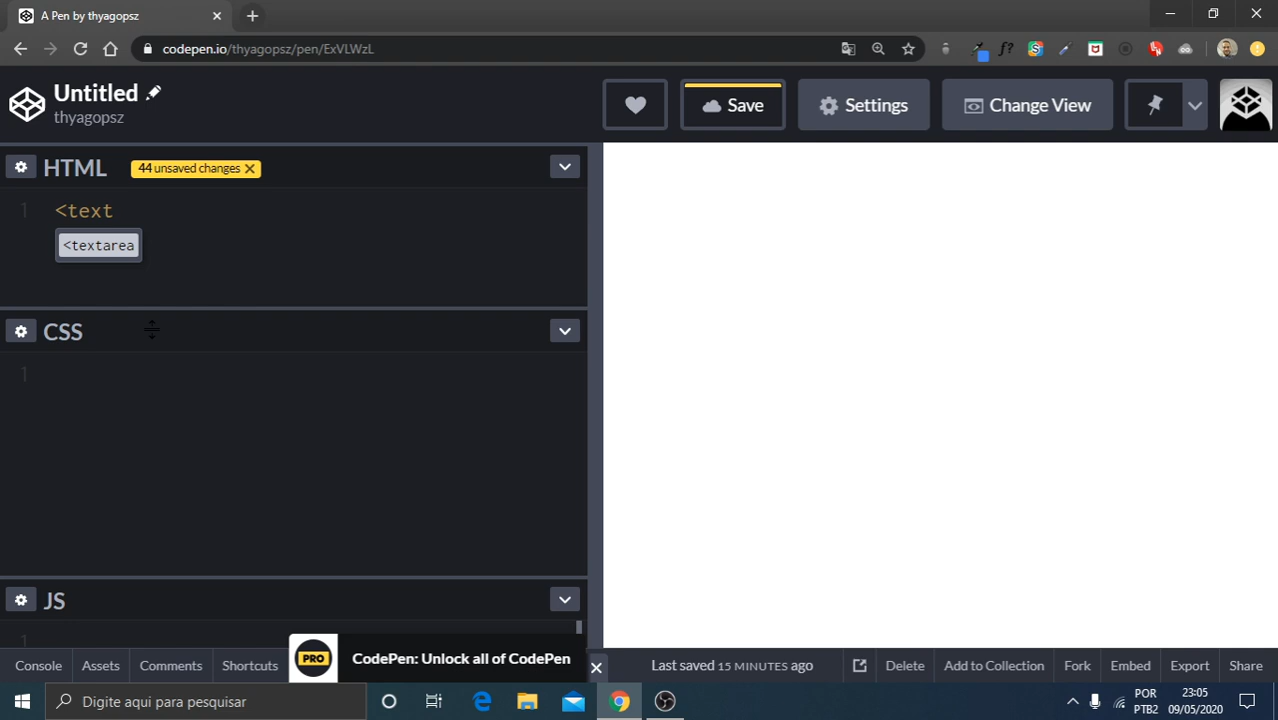 A Pen by thyagopsz
codepen.io/thyagopsz/pen/ExVLWzL
Untitled
thyagopsz
Save
Settings
Change View
HTML
44 unsaved changes
1
<text
<textarea
CSS
1
JS
1
Console
Assets
Comments
Shortcuts
PRO
CodePen: Unlock all of CodePen
Last saved 15 MINUTES ago
Delete
Add to Collection
Fork
Embed
Export
Share
Digite aqui para pesquisar
POR
PTB2
23:05
09/05/2020